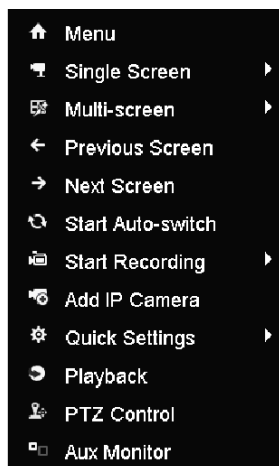 Menu
Single Screen
Multi-screen
Previous Screen
Next Screen
Start Auto-switch
Start Recording
Add IP Camera
Quick Settings
Playback
PTZ Control
Aux Monitor